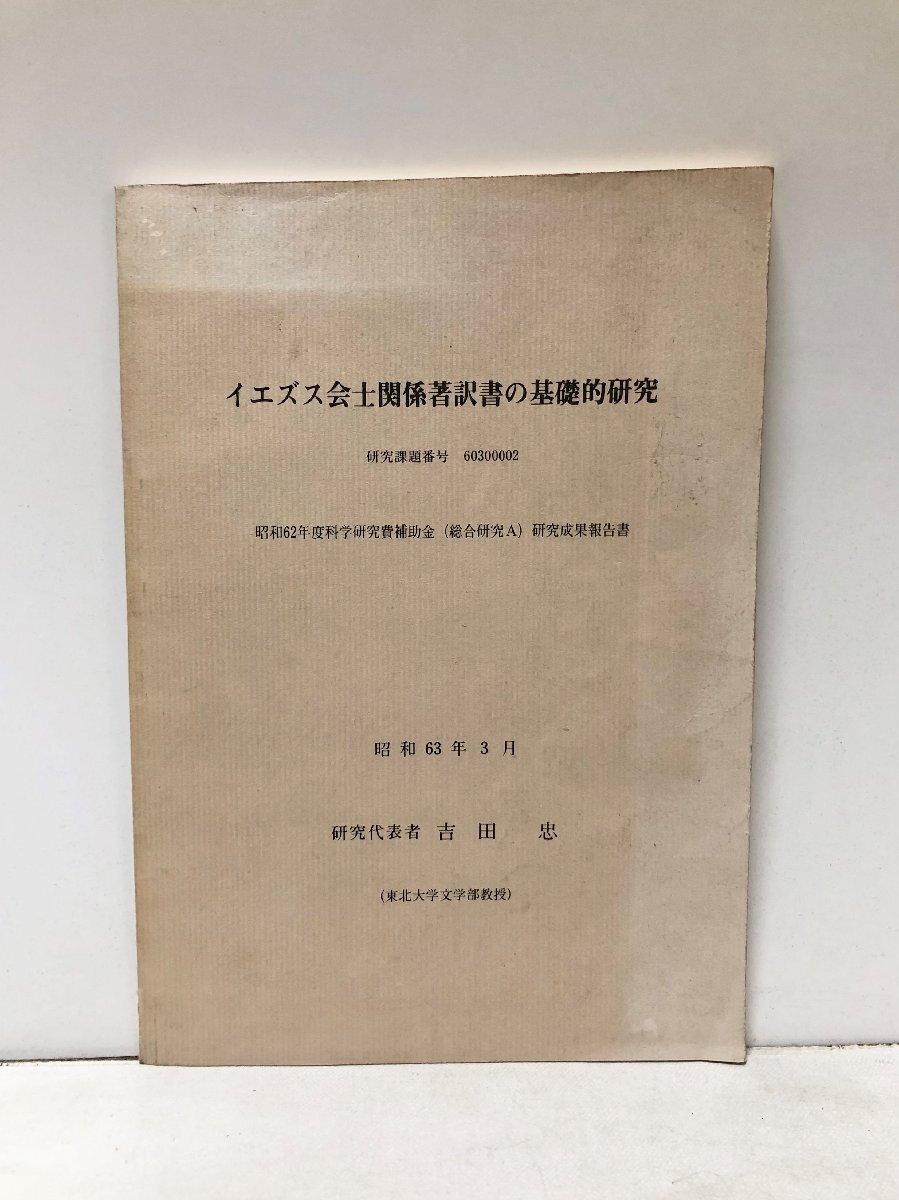 イエズス会士関係著訳書の基礎的研究
研究課題番号 60300002
昭和62年度科学研究費補助金（総合研究A）研究成果報告書
昭和63年3月
研究代表者 吉田 忠
（東北大学文学部教授）